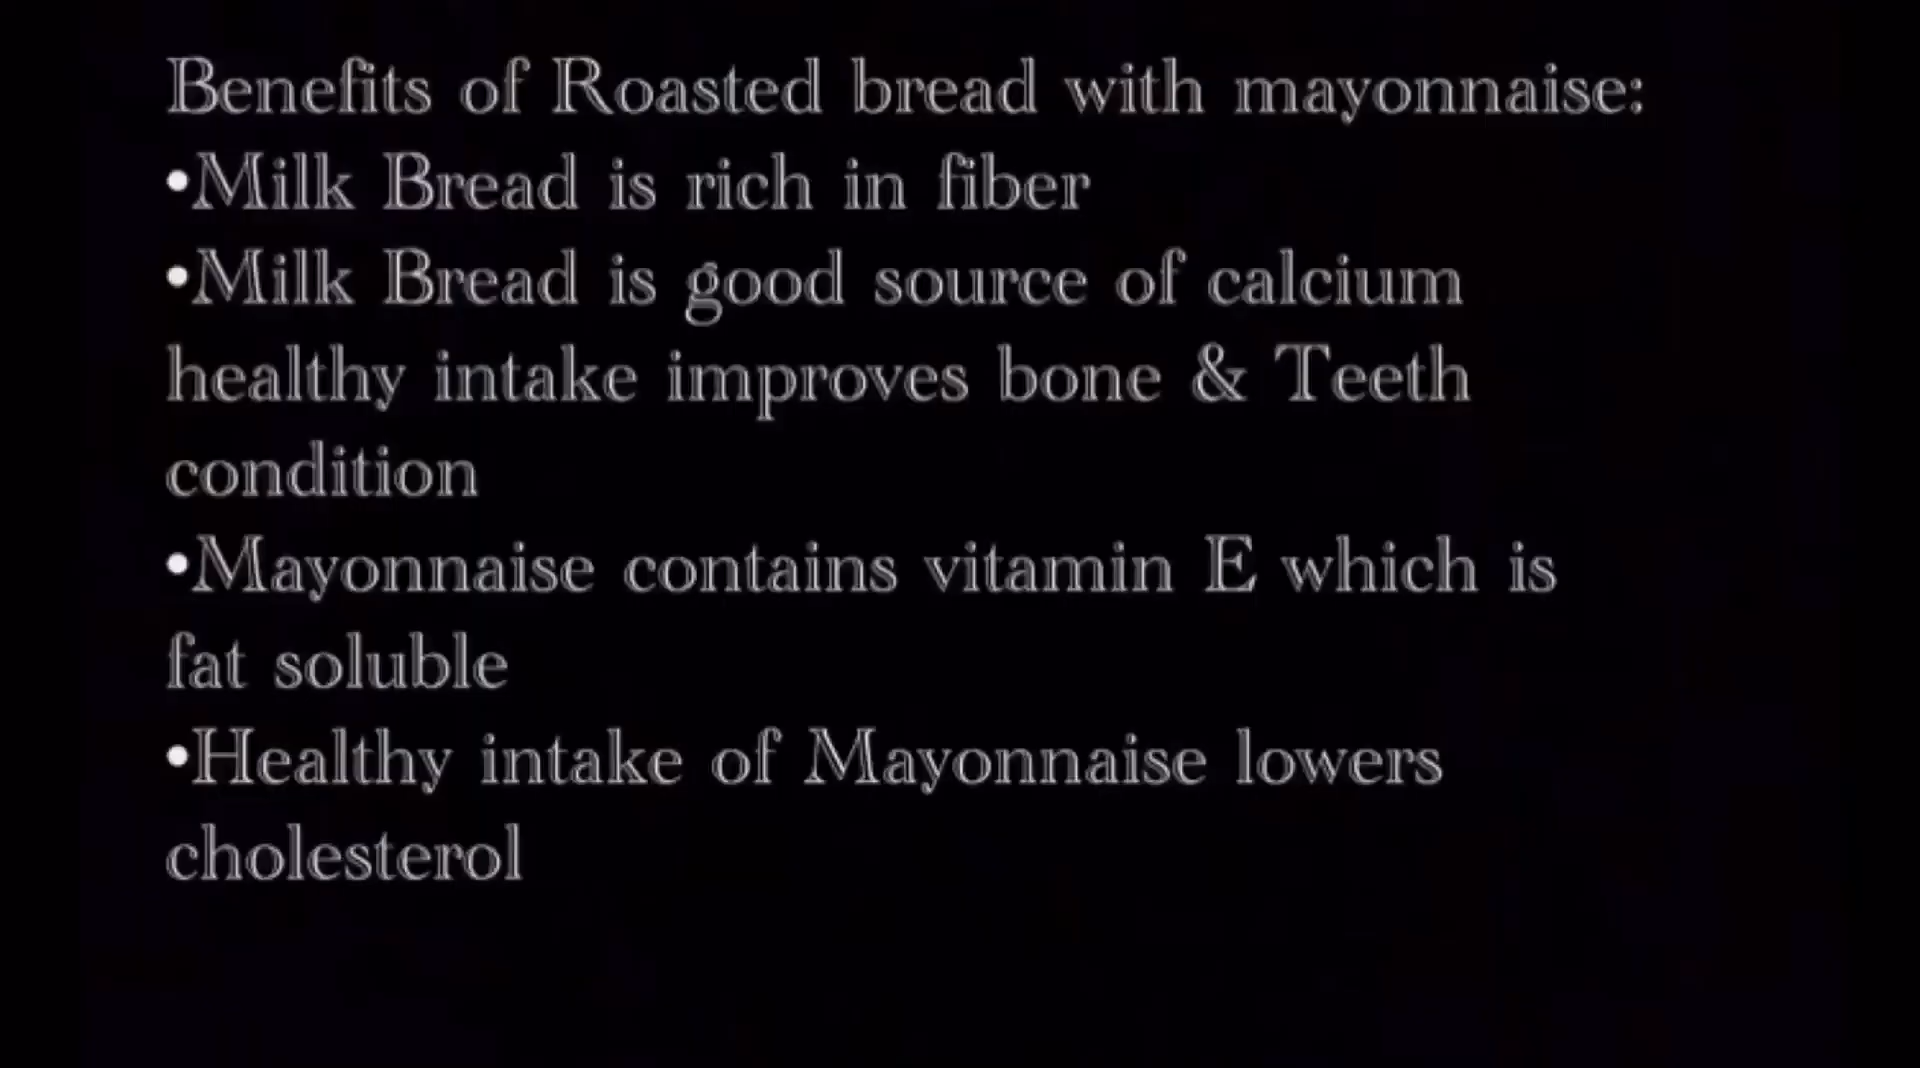 Benefits of Roasted bread with mayonnaise:
•Milk Bread is rich in fiber
•Milk Bread is good source of calcium
healthy intake improves bone & Teeth
condition
•Mayonnaise contains vitamin E which is
fat soluble
•Healthy intake of Mayonnaise lowers
cholesterol